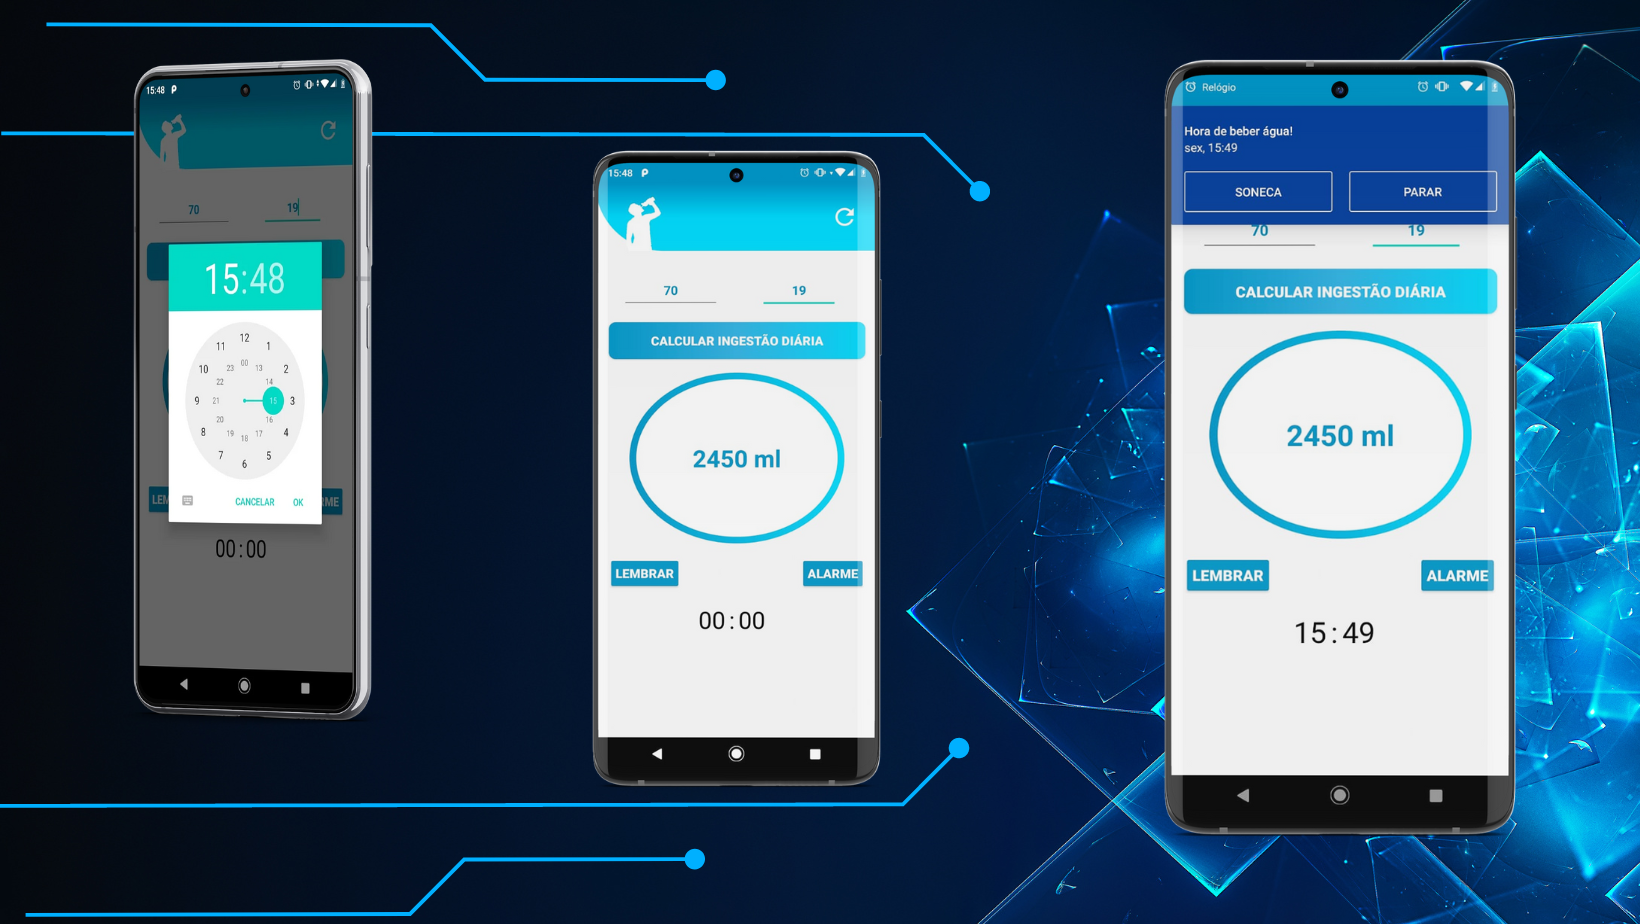 15:48
70
19
15:48
12
11
1
10
23
00
13
2
22
14
9
21
15
3
20
16
8
19
18
17
4
7
5
6
LEM
CANCELAR
OK
RME
00:00
15:48
70
19
CALCULAR INGESTÃO DIÁRIA
2450 ml
LEMBRAR
ALARME
00:00
Relógio
Hora de beber água!
sex, 15:49
SONECA
PARAR
70
19
CALCULAR INGESTÃO DIÁRIA
2450 ml
LEMBRAR
ALARME
15:49